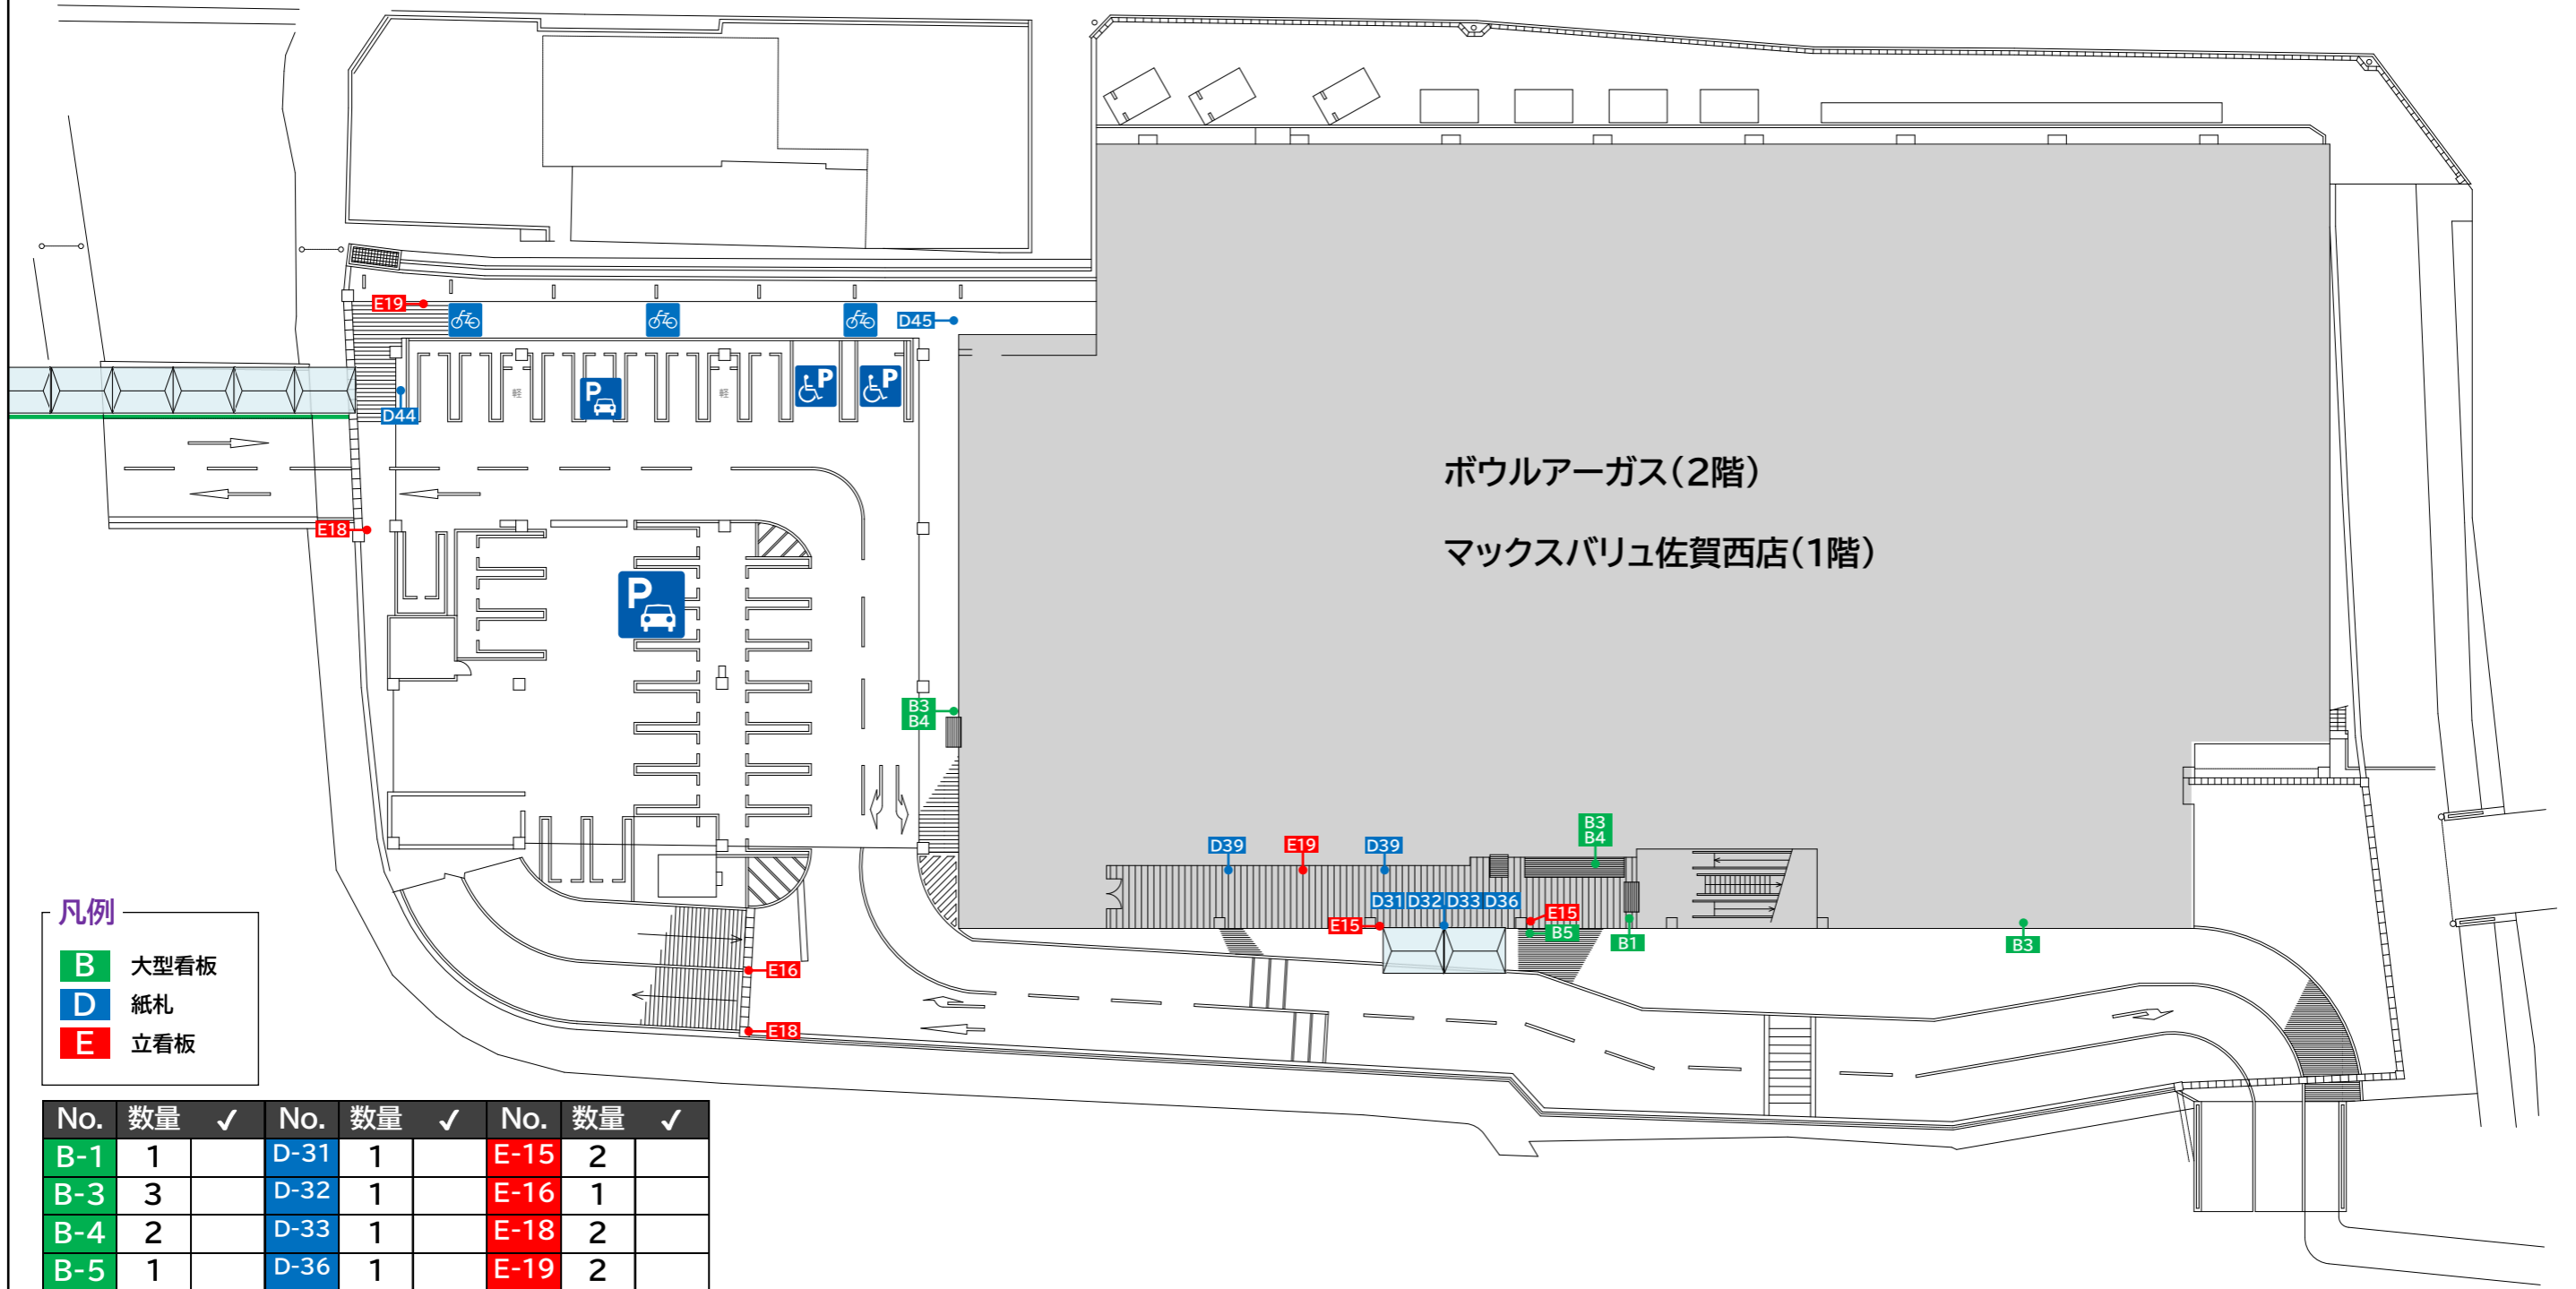 E19
D45
軽
P
軽
P
P
D44
ボウルアーガス(2階)
E18
マックスバリュ佐賀西店(1階)
P
B3
B4
B3
B4
D39
E19
D39
D31 D32 D33 D36
E15
E15
B5
B1
B3
E16
E18
凡例
B 大型看板
D 紙札
E 立看板
No. 数量 ✓ No. 数量 ✓ No. 数量 ✓
B-1 1 D-31 1 E-15 2
B-3 3 D-32 1 E-16 1
B-4 2 D-33 1 E-18 2
B-5 1 D-36 1 E-19 2